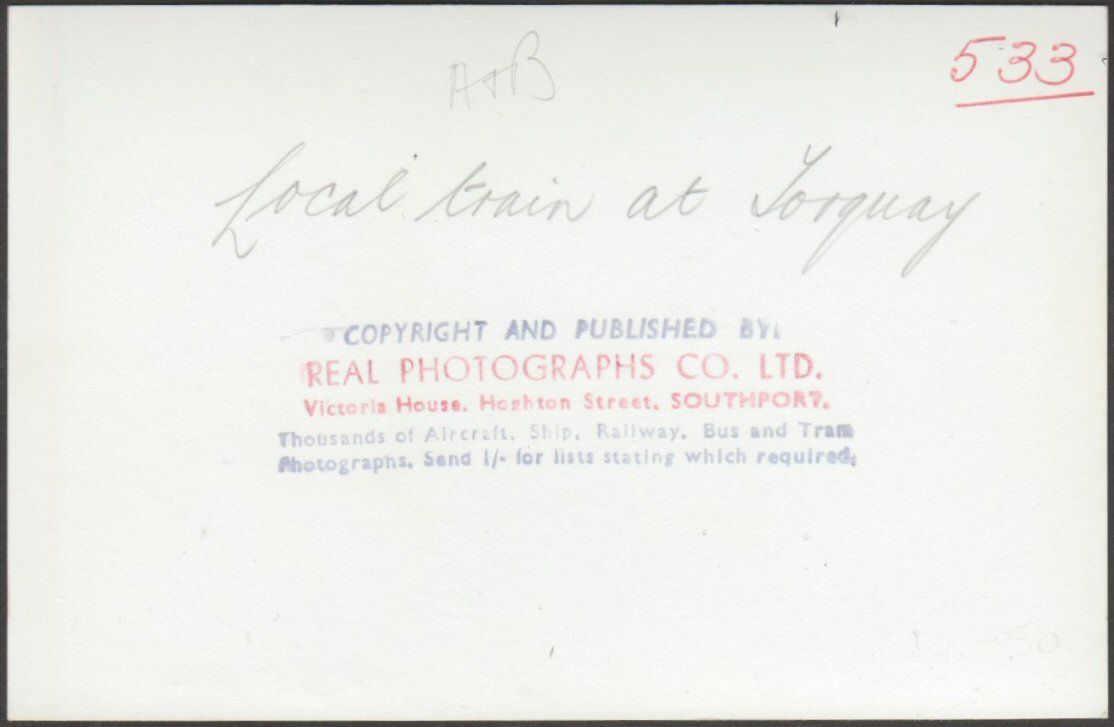 533
A+B
Local train at Torquay
COPYRIGHT AND PUBLISHED BY:
REAL PHOTOGRAPHS CO. LTD.
Victoria House. Hoghton Street. SOUTHPORT.
Thousands of Aircraft, Ship, Railway, Bus and Tram
Photographs. Send 1/- for lists stating which required.
50